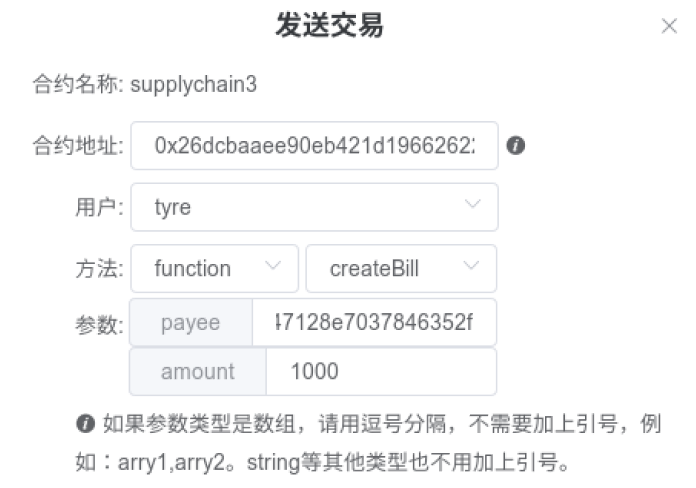 发送交易
合约名称: supplychain3
合约地址: 0x26dcbaaee90eb421d19662622
用户: tyre
方法: function createBill
参数: payee 47128e7037846352f
amount 1000
如果参数类型是数组，请用逗号分隔，不需要加上引号，例
如：arry1,arry2。string等其他类型也不用加上引号。